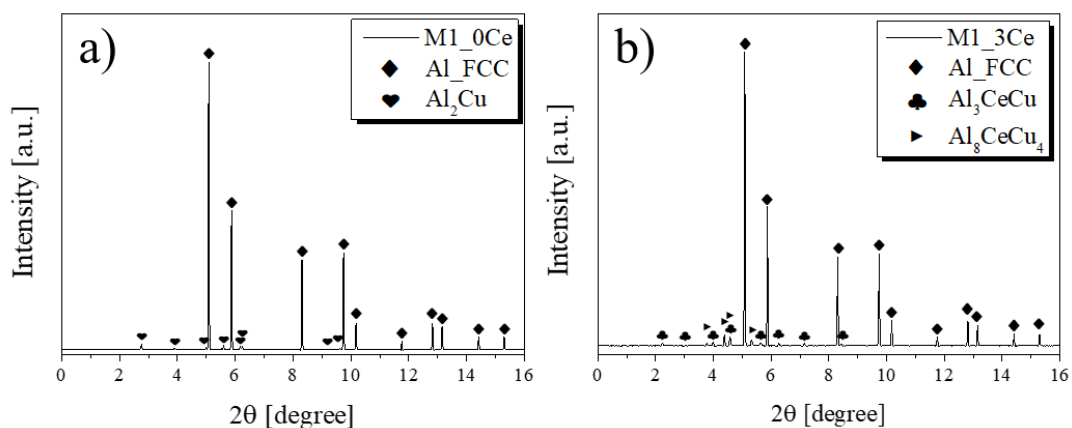 a)
M1_0Ce
Al_FCC
Al₂Cu
Intensity [a.u.]
0 2 4 6 8 10 12 14 16
2θ [degree]
b)
M1_3Ce
Al_FCC
Al₃CeCu
Al₈CeCu₄
Intensity [a.u.]
0 2 4 6 8 10 12 14 16
2θ [degree]